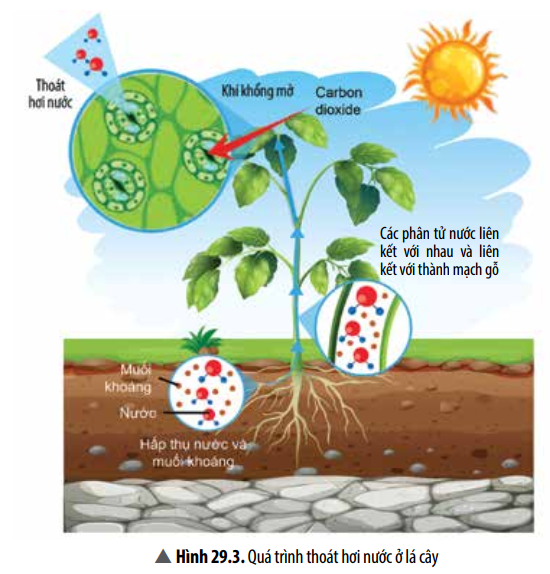 Thoát
hơi nước
Khí khổng mở
Carbon
dioxide
Các phân tử nước liên
kết với nhau và liên
kết với thành mạch gỗ
Muối
khoáng
Nước
Hấp thụ nước và
muối khoáng
▲ Hình 29.3. Quá trình thoát hơi nước ở lá cây